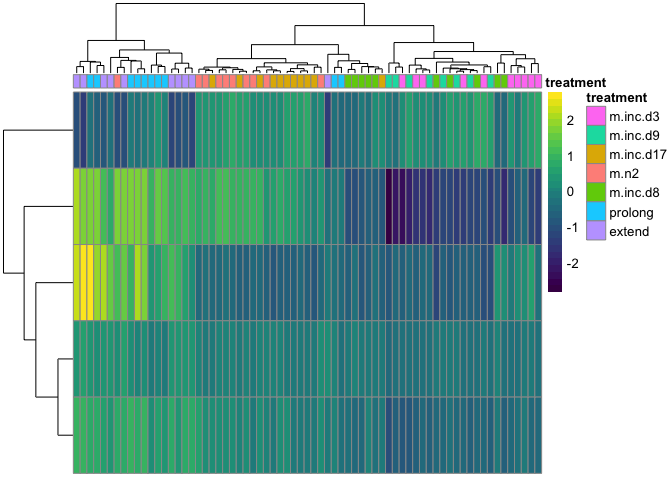 treatment
2
1
0
-1
-2
treatment
m.inc.d3
m.inc.d9
m.inc.d17
m.n2
m.inc.d8
prolong
extend